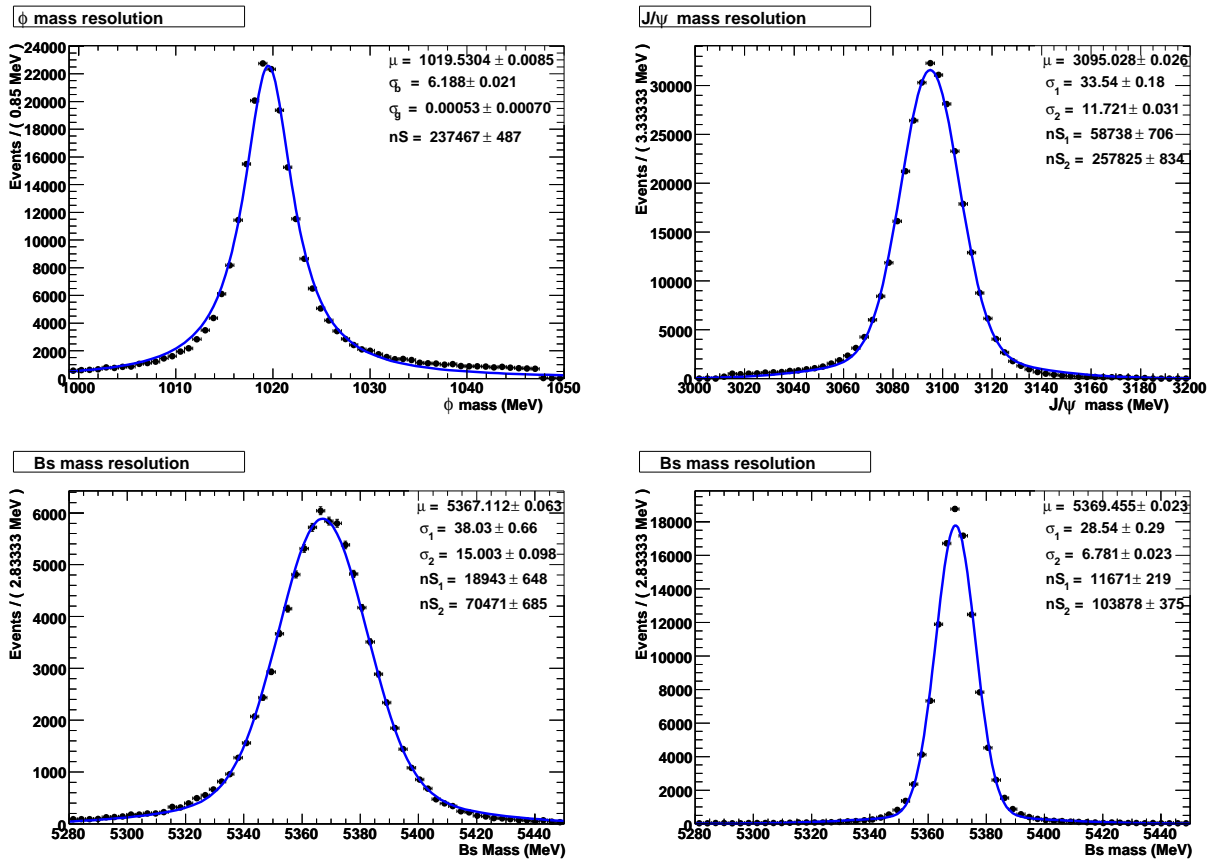 ϕ mass resolution
Events / ( 0.85 MeV )
24000
22000
20000
18000
16000
14000
12000
10000
8000
6000
4000
2000
0
μ = 1019.5304 ± 0.0085
σb = 6.188 ± 0.021
σg = 0.00053 ± 0.00070
nS = 237467 ± 487
1000 1010 1020 1030 1040 1050
ϕ mass (MeV)
J/ψ mass resolution
Events / ( 3.33333 MeV )
30000
25000
20000
15000
10000
5000
0
μ = 3095.028 ± 0.026
σ1 = 33.54 ± 0.18
σ2 = 11.721 ± 0.031
nS1 = 58738 ± 706
nS2 = 257825 ± 834
3000 3020 3040 3060 3080 3100 3120 3140 3160 3180 3200
J/ψ mass (MeV)
Bs mass resolution
Events / ( 2.83333 MeV )
6000
5000
4000
3000
2000
1000
0
μ = 5367.112 ± 0.063
σ1 = 38.03 ± 0.66
σ2 = 15.003 ± 0.098
nS1 = 18943 ± 648
nS2 = 70471 ± 685
5280 5300 5320 5340 5360 5380 5400 5420 5440
Bs Mass (MeV)
Bs mass resolution
Events / ( 2.83333 MeV )
18000
16000
14000
12000
10000
8000
6000
4000
2000
0
μ = 5369.455 ± 0.023
σ1 = 28.54 ± 0.29
σ2 = 6.781 ± 0.023
nS1 = 11671 ± 219
nS2 = 103878 ± 375
5280 5300 5320 5340 5360 5380 5400 5420 5440
Bs mass (MeV)